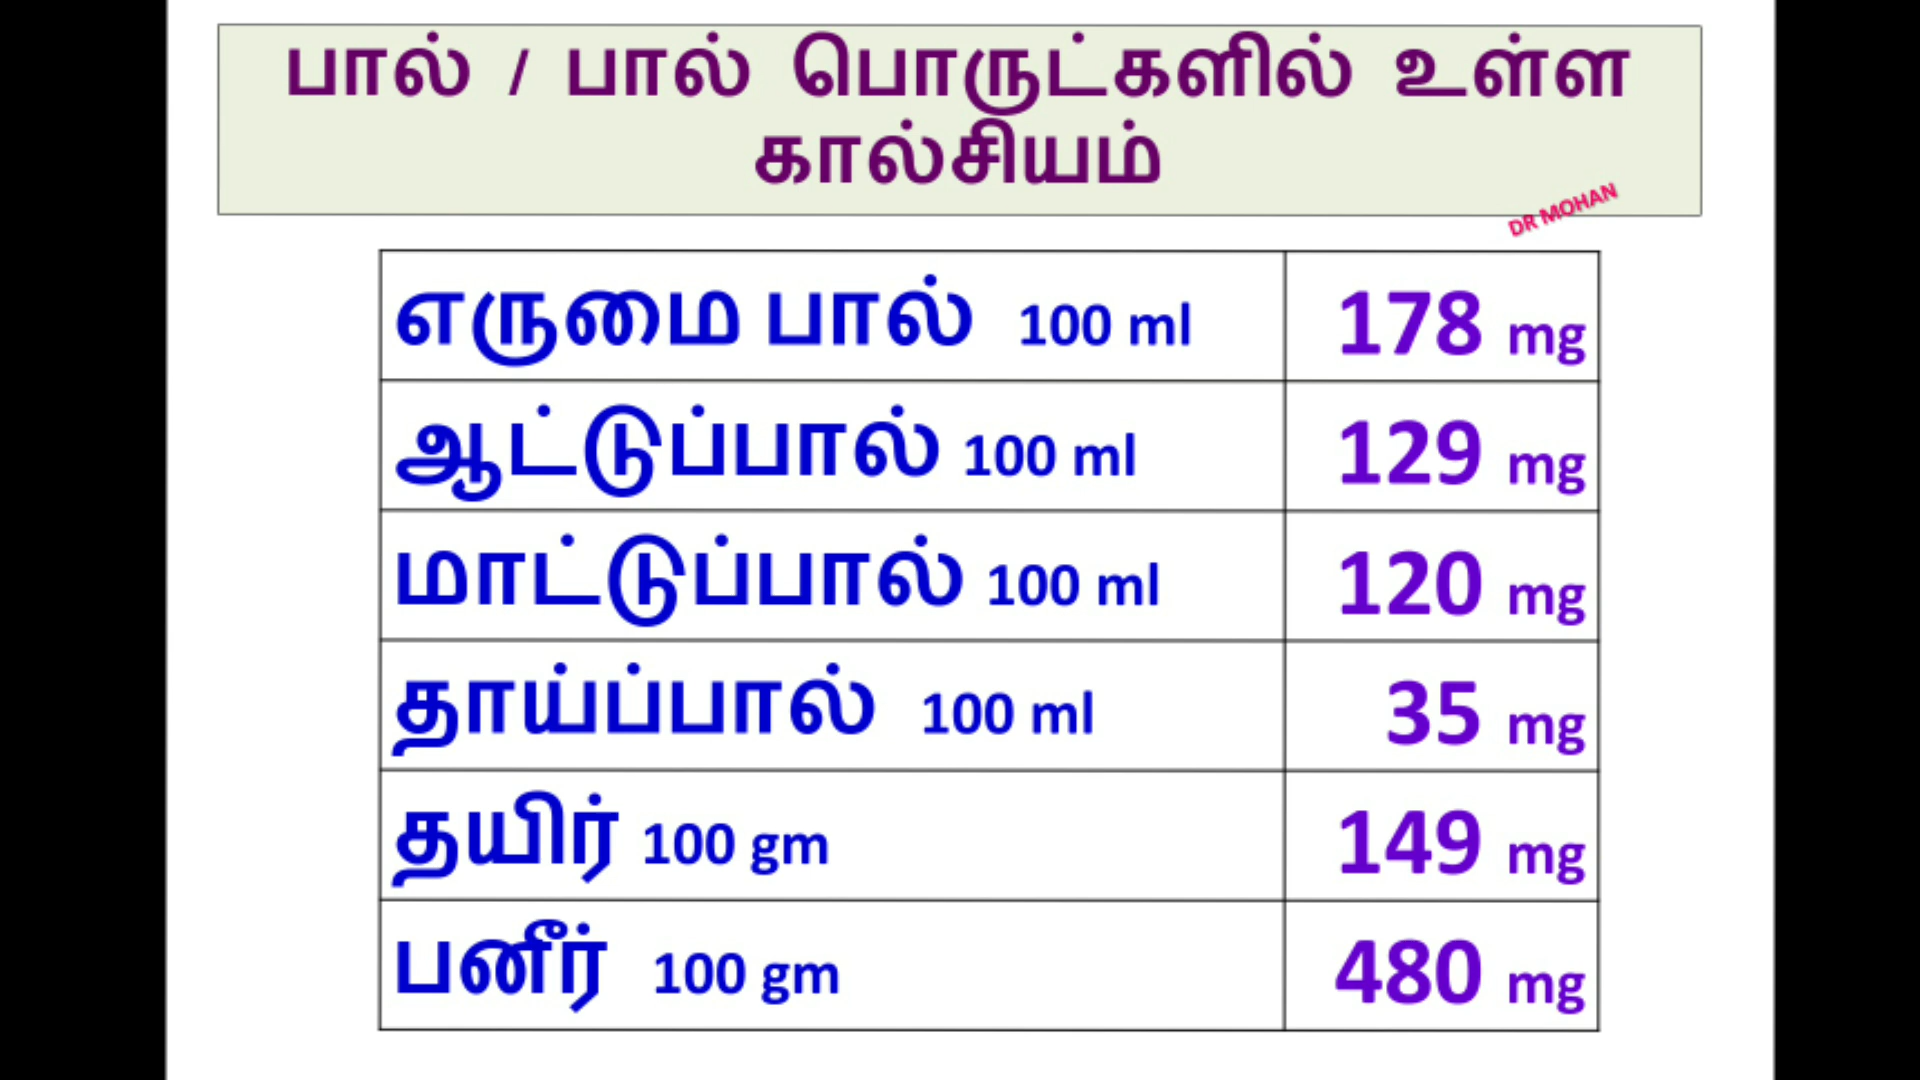 பால் / பால் பொருட்களில் உள்ள
கால்சியம்
DR MOHAN
எருமை பால் 100 ml 178 mg
ஆட்டுப்பால் 100 ml 129 mg
மாட்டுப்பால் 100 ml 120 mg
தாய்ப்பால் 100 ml 35 mg
தயிர் 100 gm 149 mg
பனீர் 100 gm 480 mg